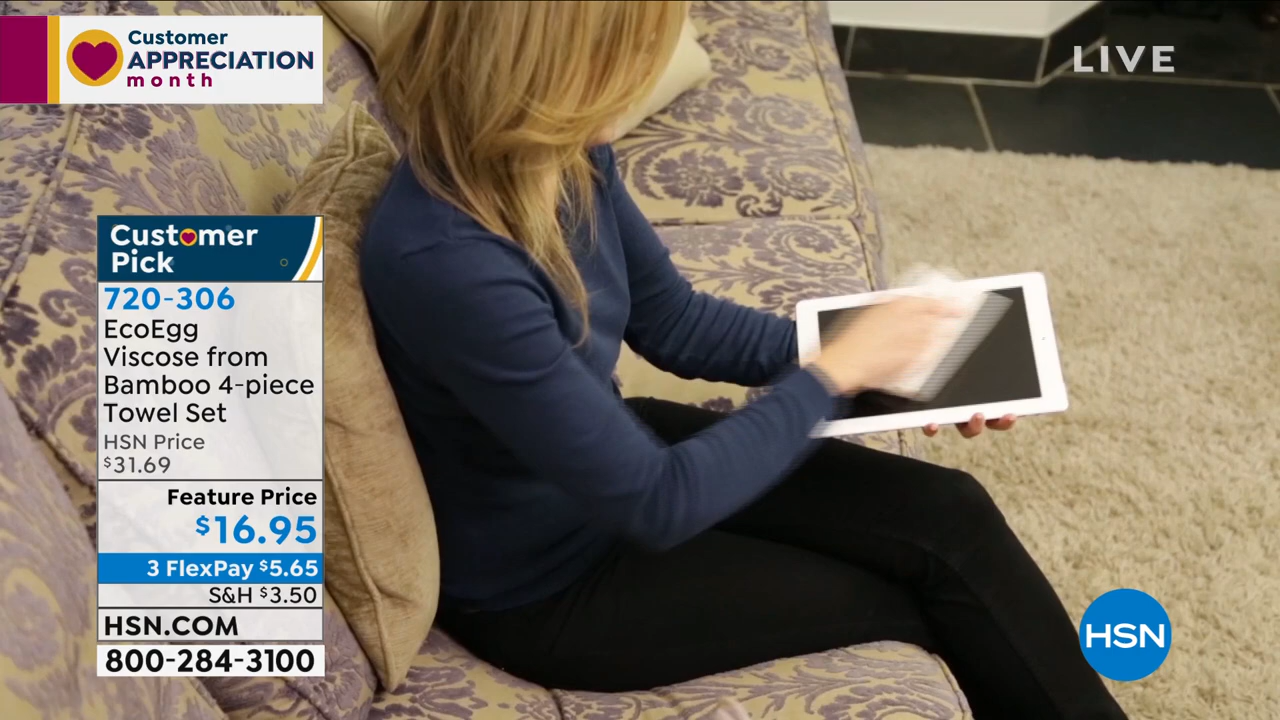 Customer
APPRECIATION
month
LIVE
Customer
Pick
720-306
EcoEgg
Viscose from
Bamboo 4-piece
Towel Set
HSN Price
$31.69
Feature Price
$16.95
3 FlexPay $5.65
S&H $3.50
HSN.COM
800-284-3100
HSN